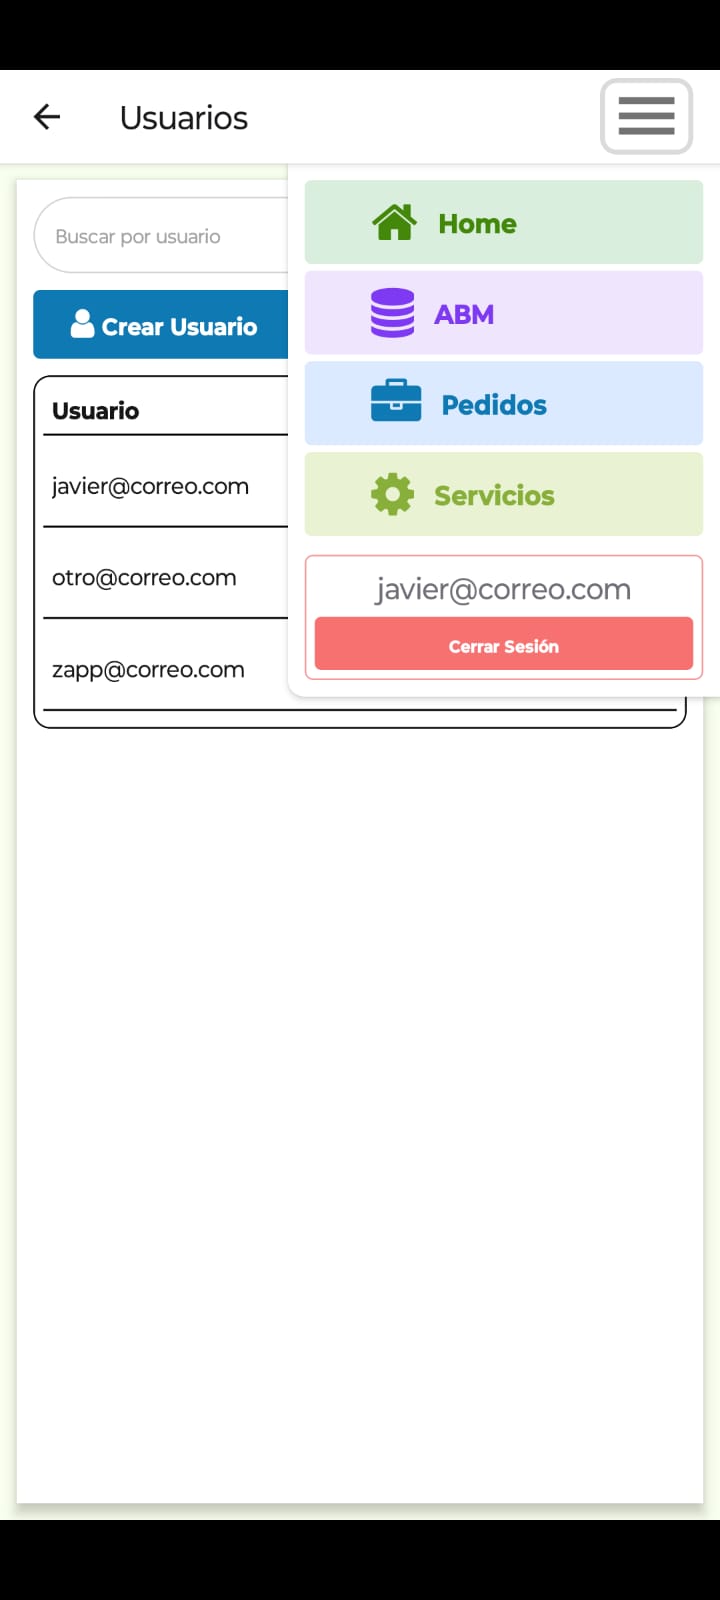 Usuarios
Buscar por usuario
Crear Usuario
Usuario
javier@correo.com
otro@correo.com
zapp@correo.com
Home
ABM
Pedidos
Servicios
javier@correo.com
Cerrar Sesión